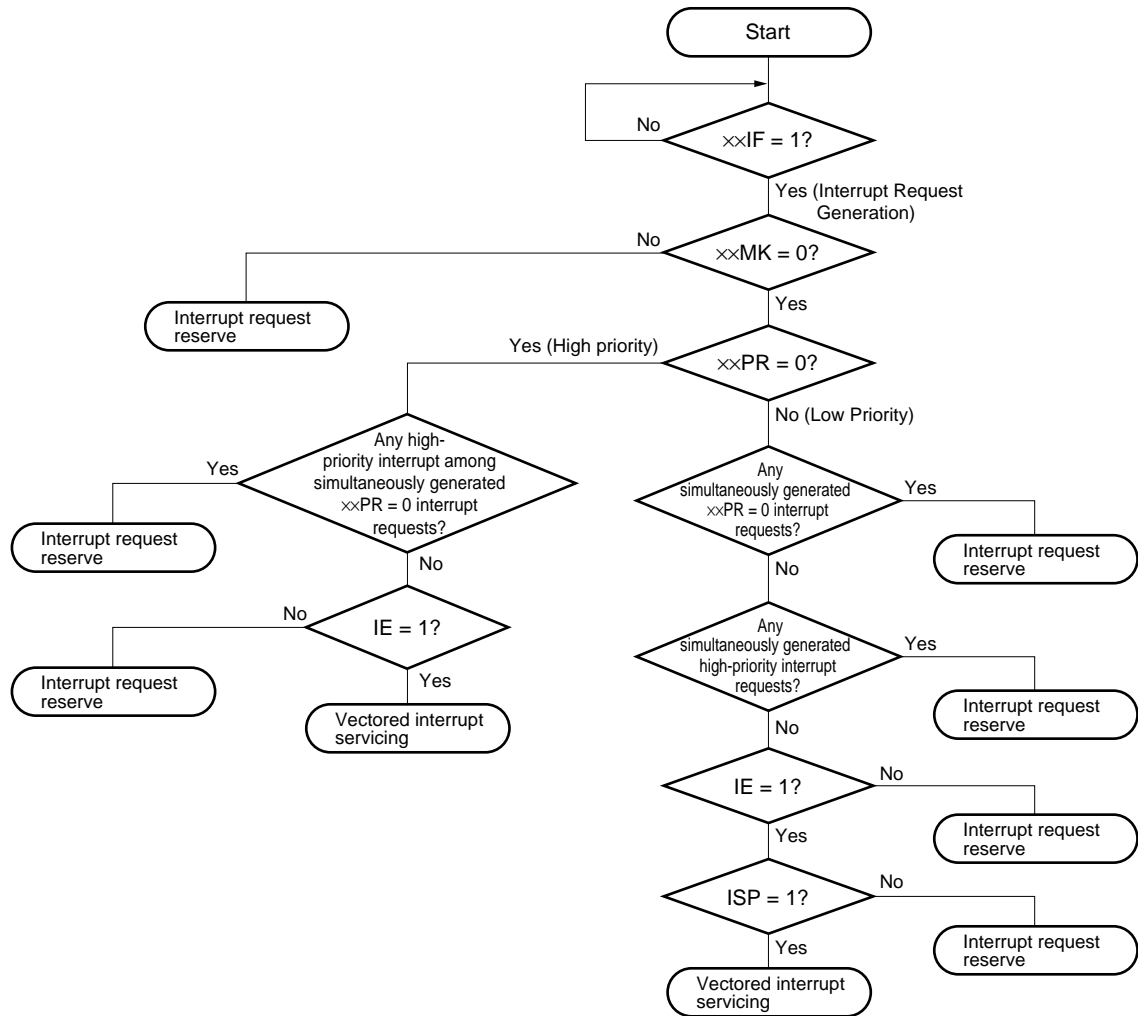 Start
No
××IF = 1?
Yes (Interrupt Request
Generation)
No
××MK = 0?
Interrupt request
reserve
Yes
Yes (High priority)
××PR = 0?
No (Low Priority)
Any high-
priority interrupt among
simultaneously generated
××PR = 0 interrupt
requests?
Yes
Any
simultaneously generated
××PR = 0 interrupt
requests?
Yes
Interrupt request
reserve
Interrupt request
reserve
No
No
No
IE = 1?
Any
simultaneously generated
high-priority interrupt
requests?
Yes
Interrupt request
reserve
Yes
Interrupt request
reserve
Vectored interrupt
servicing
No
IE = 1?
No
Interrupt request
reserve
Yes
ISP = 1?
No
Interrupt request
reserve
Yes
Vectored interrupt
servicing